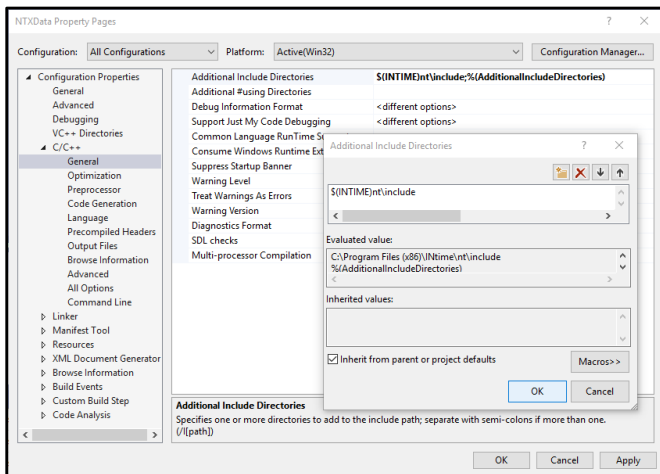 NTXData Property Pages
Configuration: All Configurations Platform: Active(Win32) Configuration Manager...
Configuration Properties
General
Advanced
Debugging
VC++ Directories
C/C++
General
Optimization
Preprocessor
Code Generation
Language
Precompiled Headers
Output Files
Browse Information
Advanced
All Options
Command Line
Linker
Manifest Tool
Resources
XML Document Generator
Browse Information
Build Events
Custom Build Step
Code Analysis
Additional Include Directories $(INTIME)nt\include;%(AdditionalIncludeDirectories)
Additional #using Directories
Debug Information Format <different options>
Support Just My Code Debugging <different options>
Common Language RunTime Su
Consume Windows Runtime Ext
Suppress Startup Banner
Warning Level
Treat Warnings As Errors
Warning Version
Diagnostics Format
SDL checks
Multi-processor Compilation
Additional Include Directories
$(INTIME)nt\include
Evaluated value:
C:\Program Files (x86)\INtime\nt\include
%(AdditionalIncludeDirectories)
Inherited values:
Inherit from parent or project defaults
Macros>>
OK Cancel
Additional Include Directories
Specifies one or more directories to add to the include path; separate with semi-colons if more than one.
(/I[path])
OK Cancel Apply